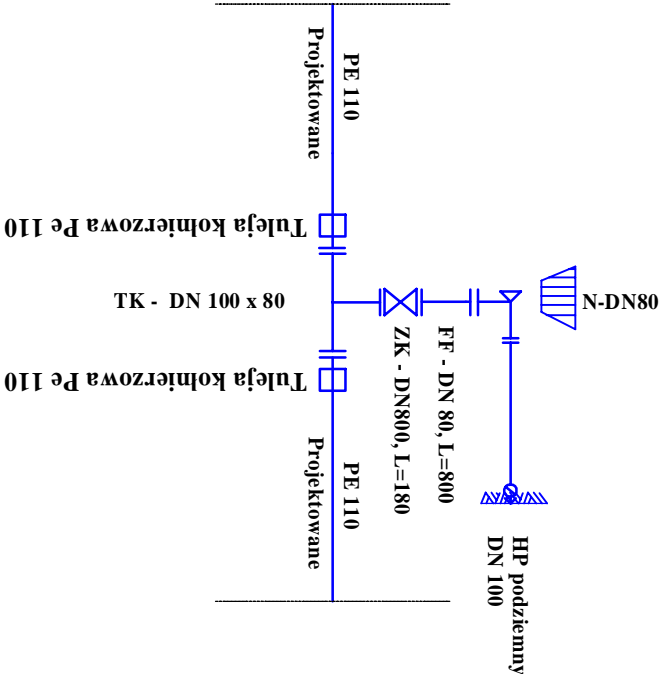 PE 110
Projektowane
Tuleja kołnierzowa Pe 110
TK - DN 100 x 80
N-DN80
Tuleja kołnierzowa Pe 110
ZK - DN800, L=180
FF - DN 80, L=800
PE 110
Projektowane
HP podziemny
DN 100